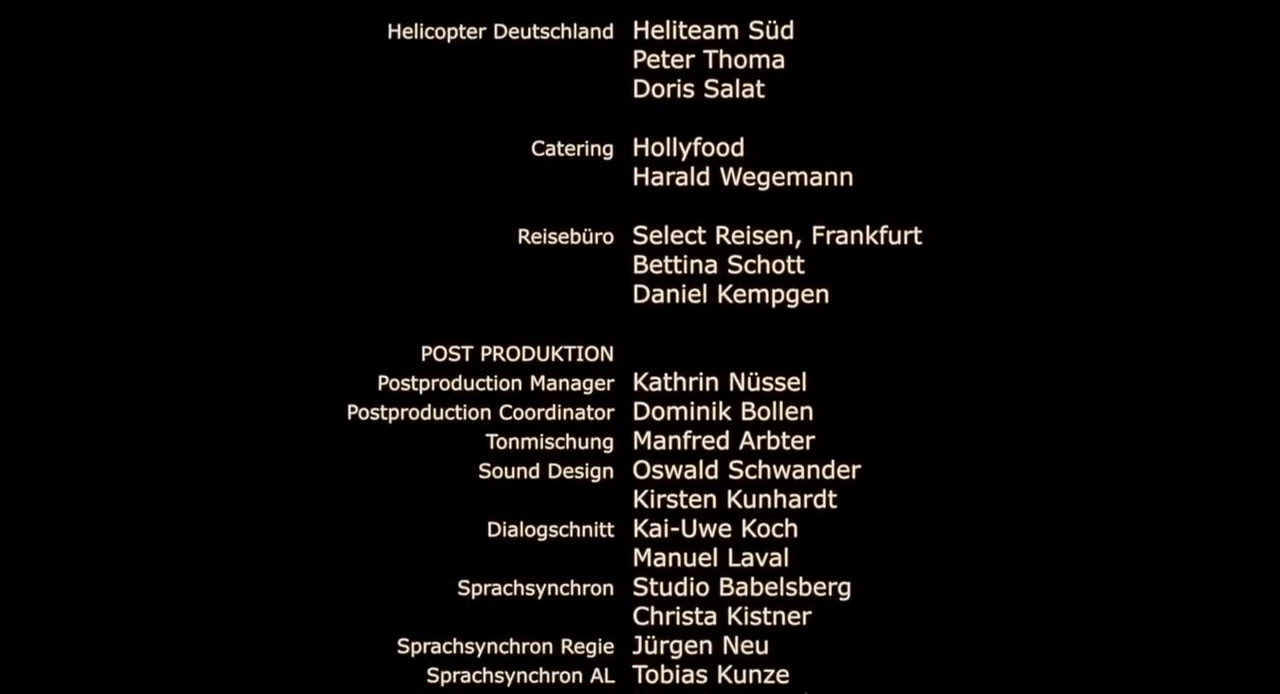 Helicopter Deutschland Heliteam Süd
Peter Thoma
Doris Salat
Catering Hollyfood
Harald Wegemann
Reisebüro Select Reisen, Frankfurt
Bettina Schott
Daniel Kempgen
POST PRODUKTION
Postproduction Manager Kathrin Nüssel
Postproduction Coordinator Dominik Bollen
Tonmischung Manfred Arbter
Sound Design Oswald Schwander
Kirsten Kunhardt
Dialogschnitt Kai-Uwe Koch
Manuel Laval
Sprachsynchron Studio Babelsberg
Christa Kistner
Sprachsynchron Regie Jürgen Neu
Sprachsynchron AL Tobias Kunze